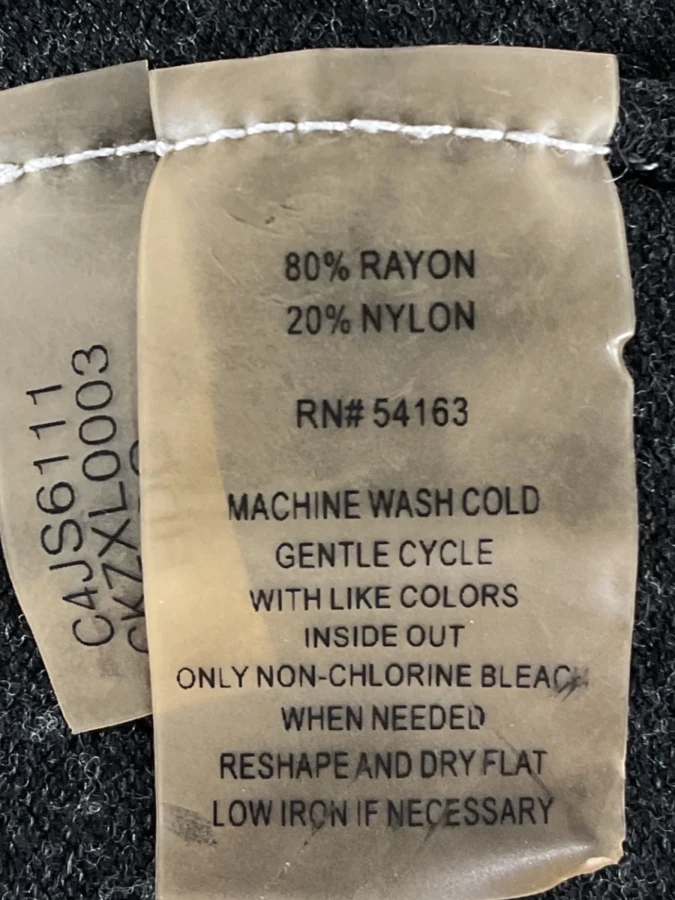 80% RAYON
20% NYLON
RN# 54163
MACHINE WASH COLD
GENTLE CYCLE
WITH LIKE COLORS
INSIDE OUT
ONLY NON-CHLORINE BLEACH
WHEN NEEDED
RESHAPE AND DRY FLAT
LOW IRON IF NECESSARY
C4JS6111
CKZXL0003